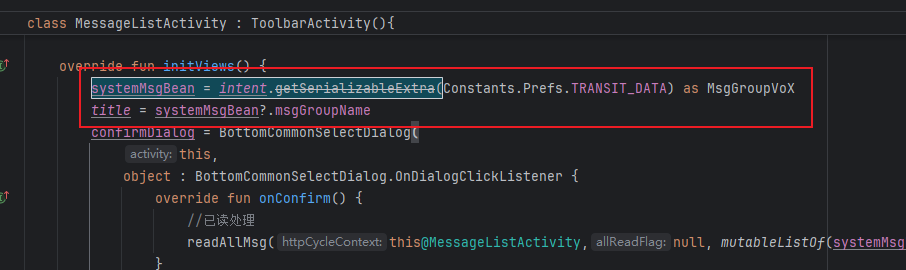 class MessageListActivity : ToolbarActivity(){
override fun initViews() {
systemMsgBean = intent.getSerializableExtra(Constants.Prefs.TRANSIT_DATA) as MsgGroupVoX
title = systemMsgBean?.msgGroupName
confirmDialog = BottomCommonSelectDialog(
activity: this,
object : BottomCommonSelectDialog.OnDialogClickListener {
override fun onConfirm() {
//已读处理
readAllMsg( httpCycleContext: this@MessageListActivity, allReadFlag: null, mutableListOf(systemMsg
}